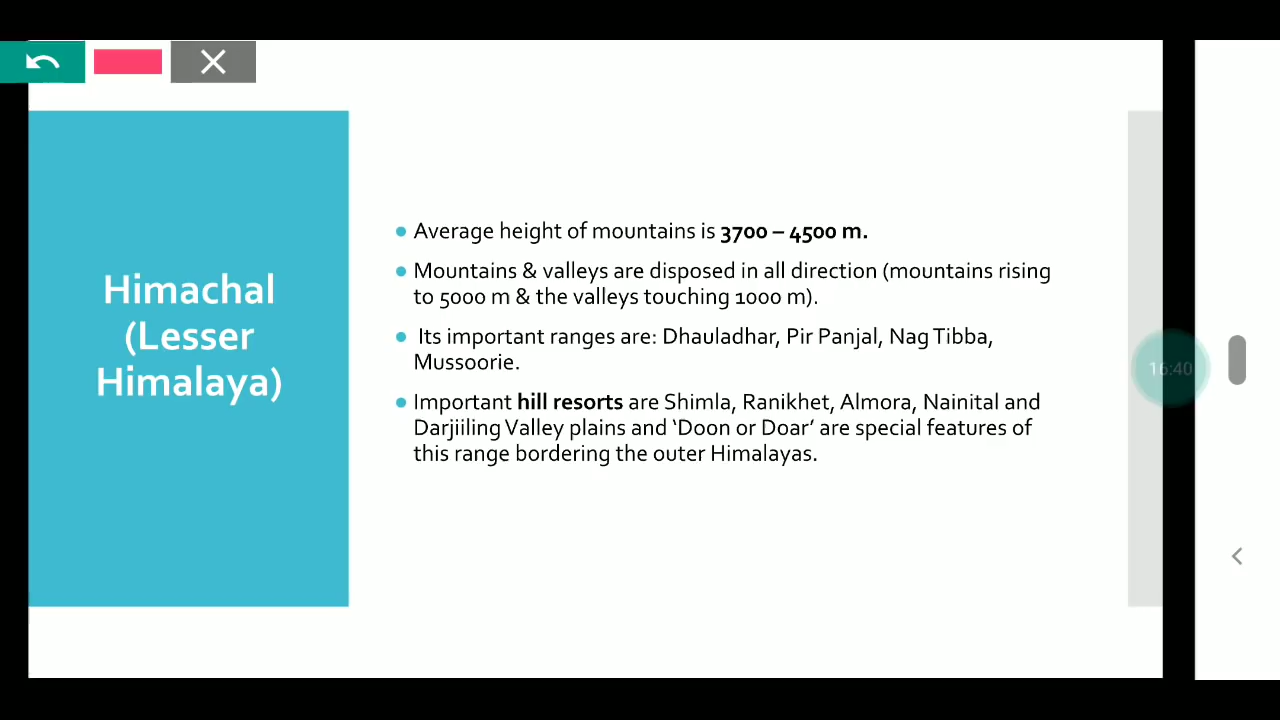 Himachal
(Lesser
Himalaya)
Average height of mountains is 3700 – 4500 m.
Mountains & valleys are disposed in all direction (mountains rising
to 5000 m & the valleys touching 1000 m).
Its important ranges are: Dhauladhar, Pir Panjal, Nag Tibba,
Mussoorie.
Important hill resorts are Shimla, Ranikhet, Almora, Nainital and
Darjiiling Valley plains and ‘Doon or Doar‘ are special features of
this range bordering the outer Himalayas.
16:40